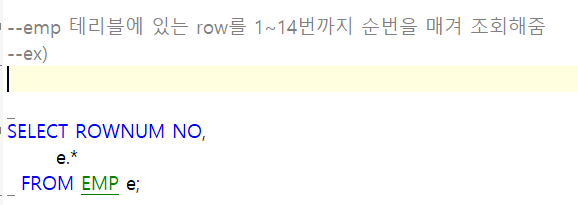 --emp 테리블에 있는 row를 1~14번까지 순번을 매겨 조회해줌
--ex)
SELECT ROWNUM NO,
e.*
FROM EMP e;